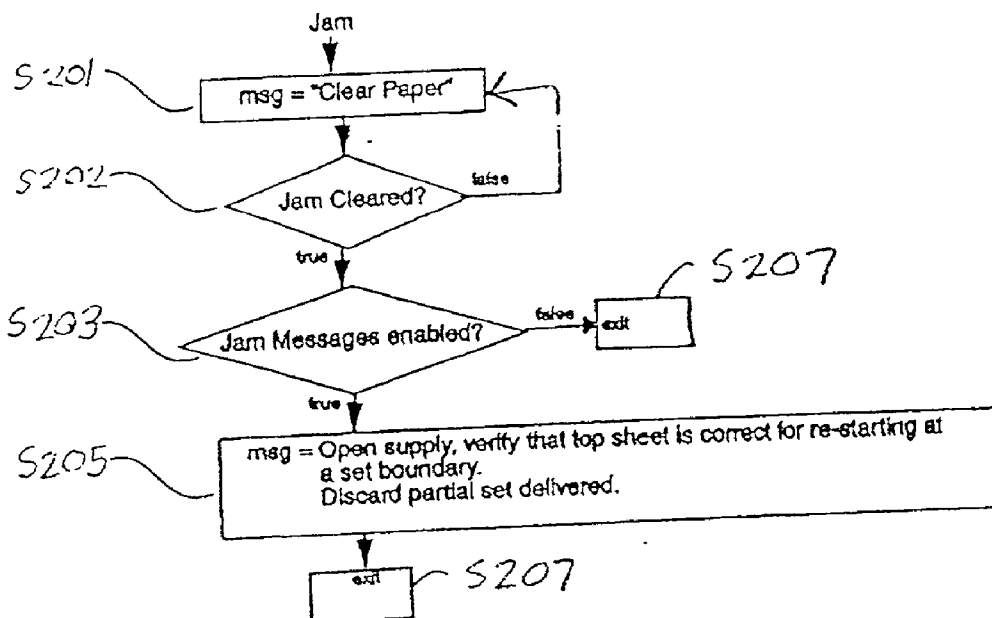 Jam
S201
msg = "Clear Paper"
S202
Jam Cleared?
false
true
S203
Jam Messages enabled?
false
exit
S207
true
S205
msg = Open supply, verify that top sheet is correct for re-starting at
a set boundary.
Discard partial set delivered.
exit
S207